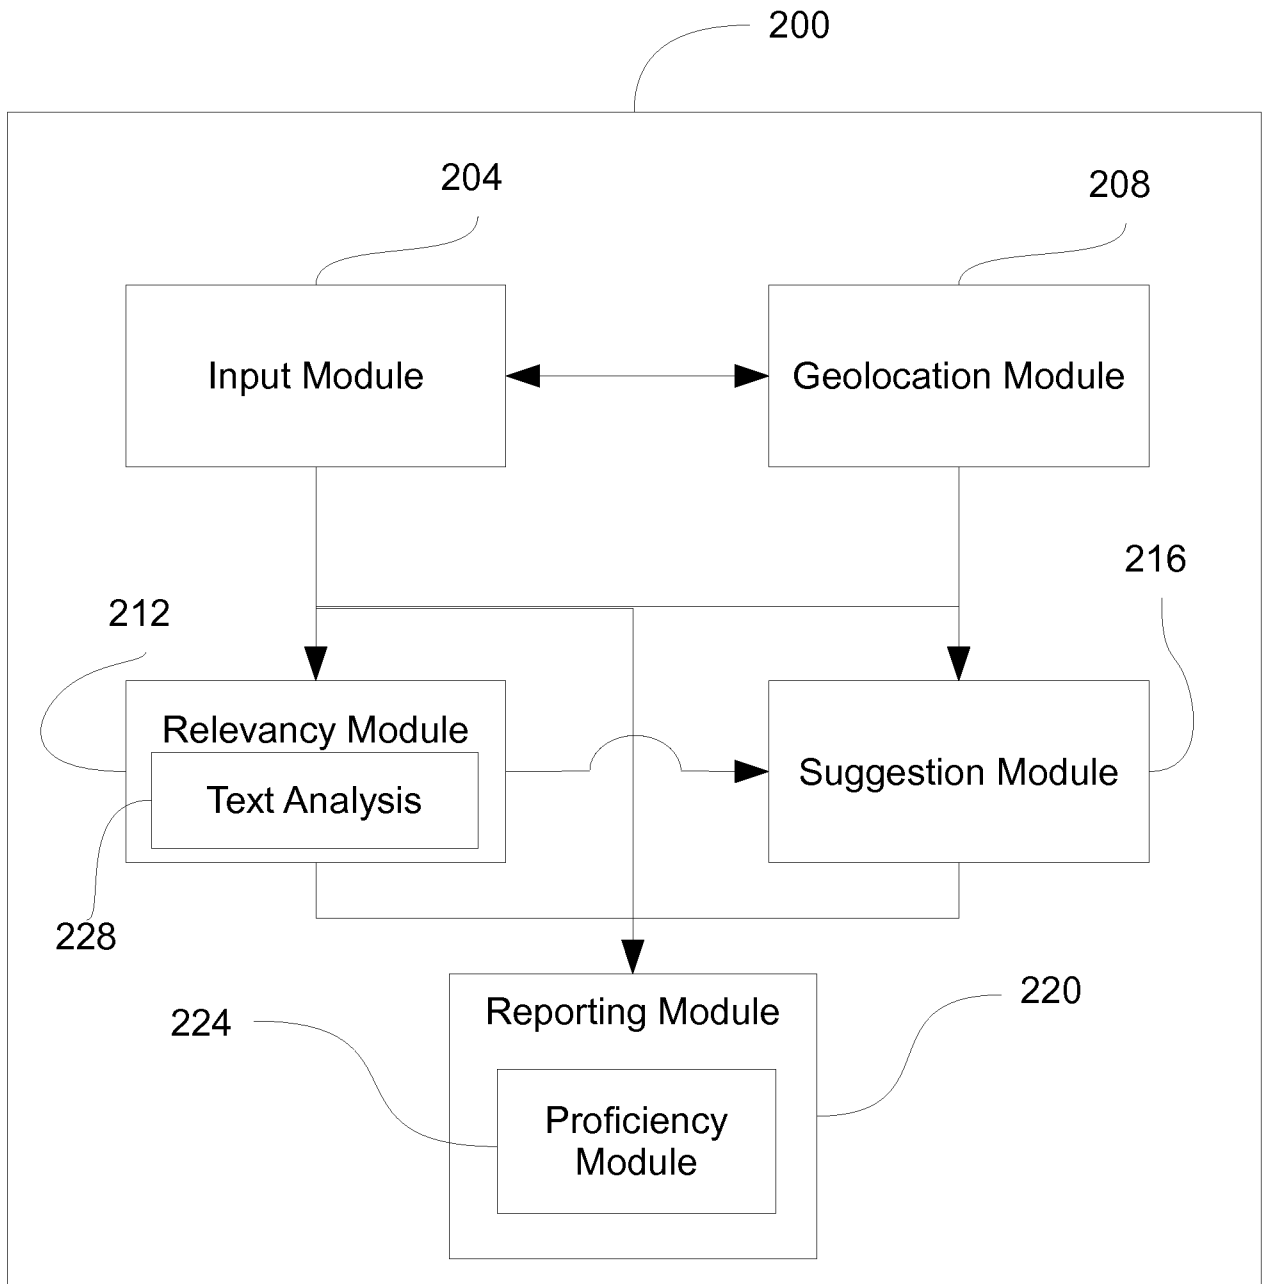 200
204
208
Input Module
Geolocation Module
216
212
Relevancy Module
Text Analysis
Suggestion Module
228
220
224
Reporting Module
Proficiency
Module